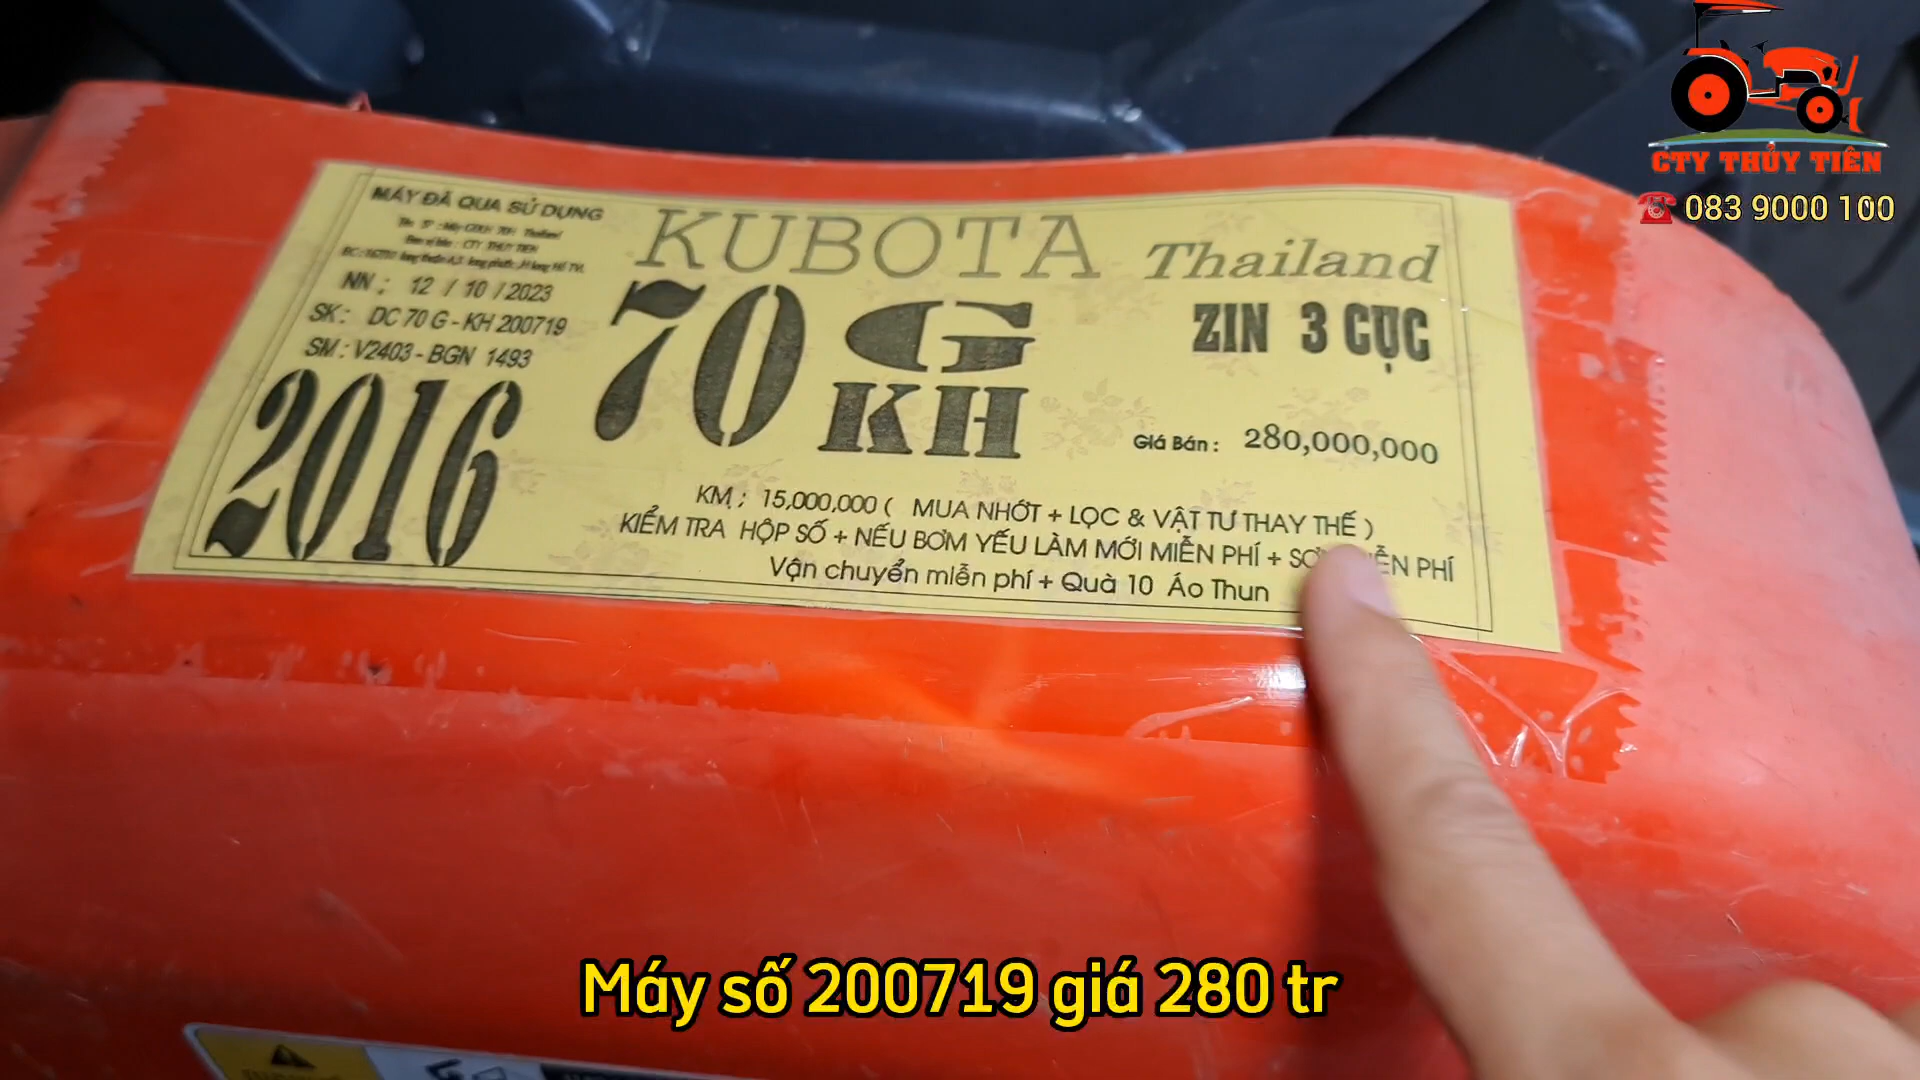 CTY THỦY TIÊN
083 9000 100
MÁY ĐÃ QUA SỬ DỤNG
KUBOTA Thailand
NN : 12 / 10 / 2023
SK : DC 70 G - KH 200719
SM : V2403 - BGN 1493
2016
70 G
KH
ZIN 3 CỤC
Giá Bán : 280,000,000
KM : 15,000,000 ( MUA NHỚT + LỌC & VẬT TƯ THAY THẾ )
KIỂM TRA HỘP SỐ + NẾU BƠM YẾU LÀM MỚI MIỄN PHÍ + PHÍ
Vận chuyển miễn phí + Quà 10 Áo Thun
Máy số 200719 giá 280 tr